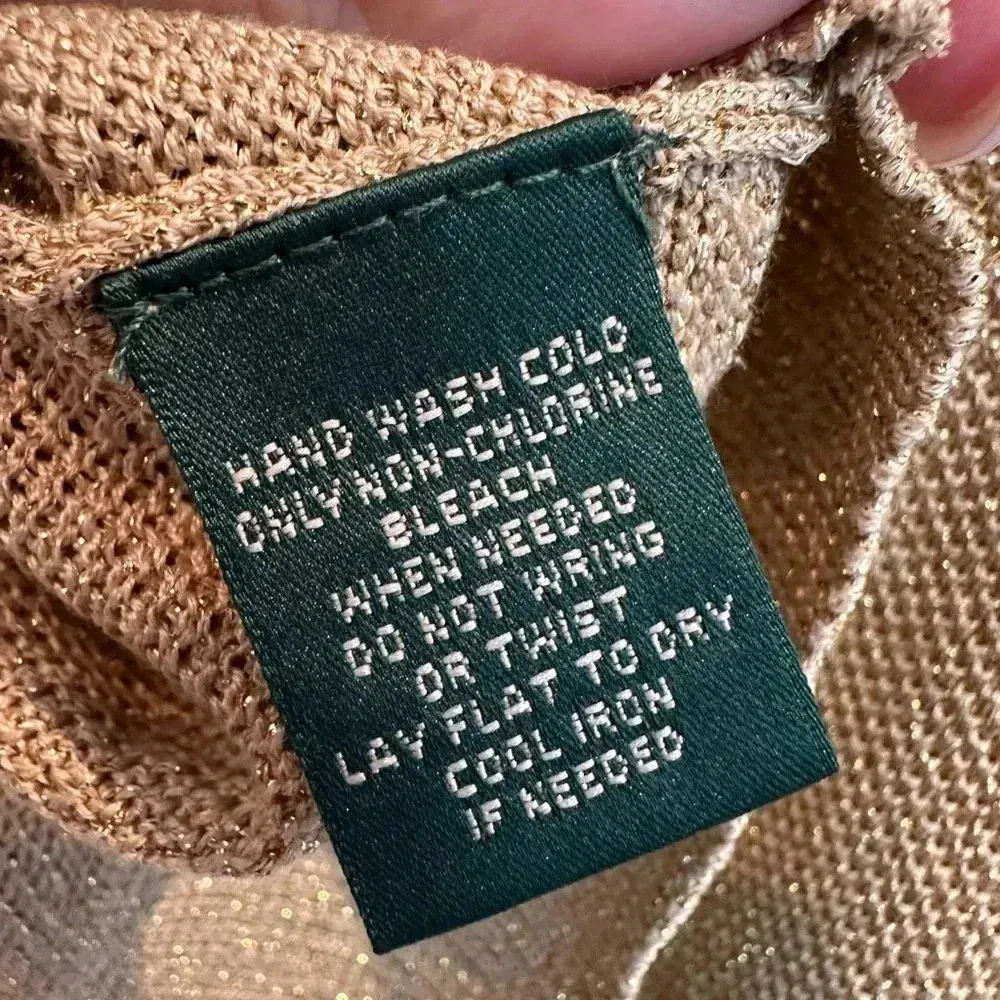 HAND WASH COLD
ONLY NON-CHLORINE
BLEACH
WHEN NEEDED
DO NOT WRING
OR TWIST
LAY FLAT TO DRY
COOL IRON
IF NEEDED